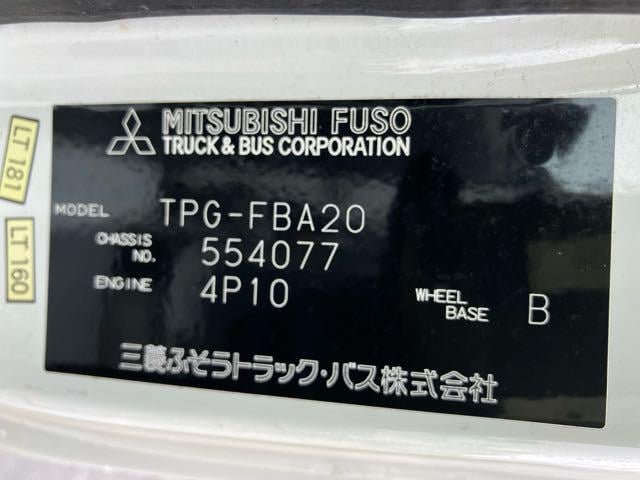 MITSUBISHI FUSO
TRUCK & BUS CORPORATION
MODEL TPG-FBA20
CHASSIS NO. 554077
ENGINE 4P10
WHEEL BASE B
三菱ふそうトラック・バス株式会社
LT 181
LT 160